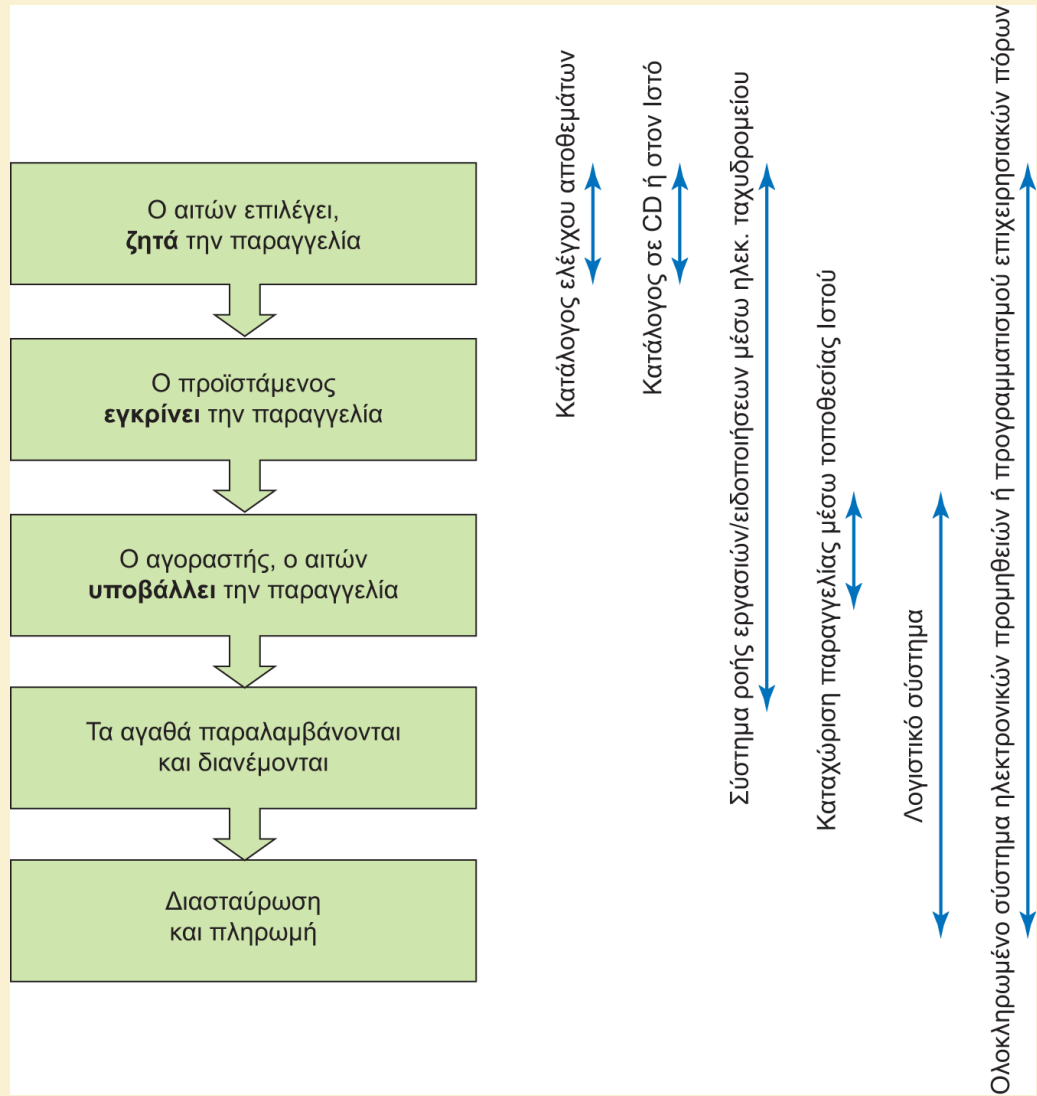 Ο αιτών επιλέγει,
ζητά την παραγγελία
Ο προϊστάμενος
εγκρίνει την παραγγελία
Ο αγοραστής, ο αιτών
υποβάλλει την παραγγελία
Τα αγαθά παραλαμβάνονται
και διανέμονται
Διασταύρωση
και πληρωμή
Κατάλογος ελέγχου αποθεμάτων
Κατάλογος σε CD ή στον Ιστό
Σύστημα ροής εργασιών/ειδοποιήσεων μέσω ηλεκ. ταχυδρομείου
Καταχώριση παραγγελίας μέσω τοποθεσίας Ιστού
Λογιστικό σύστημα
Ολοκληρωμένο σύστημα ηλεκτρονικών προμηθειών ή προγραμματισμού επιχειρησιακών πόρων